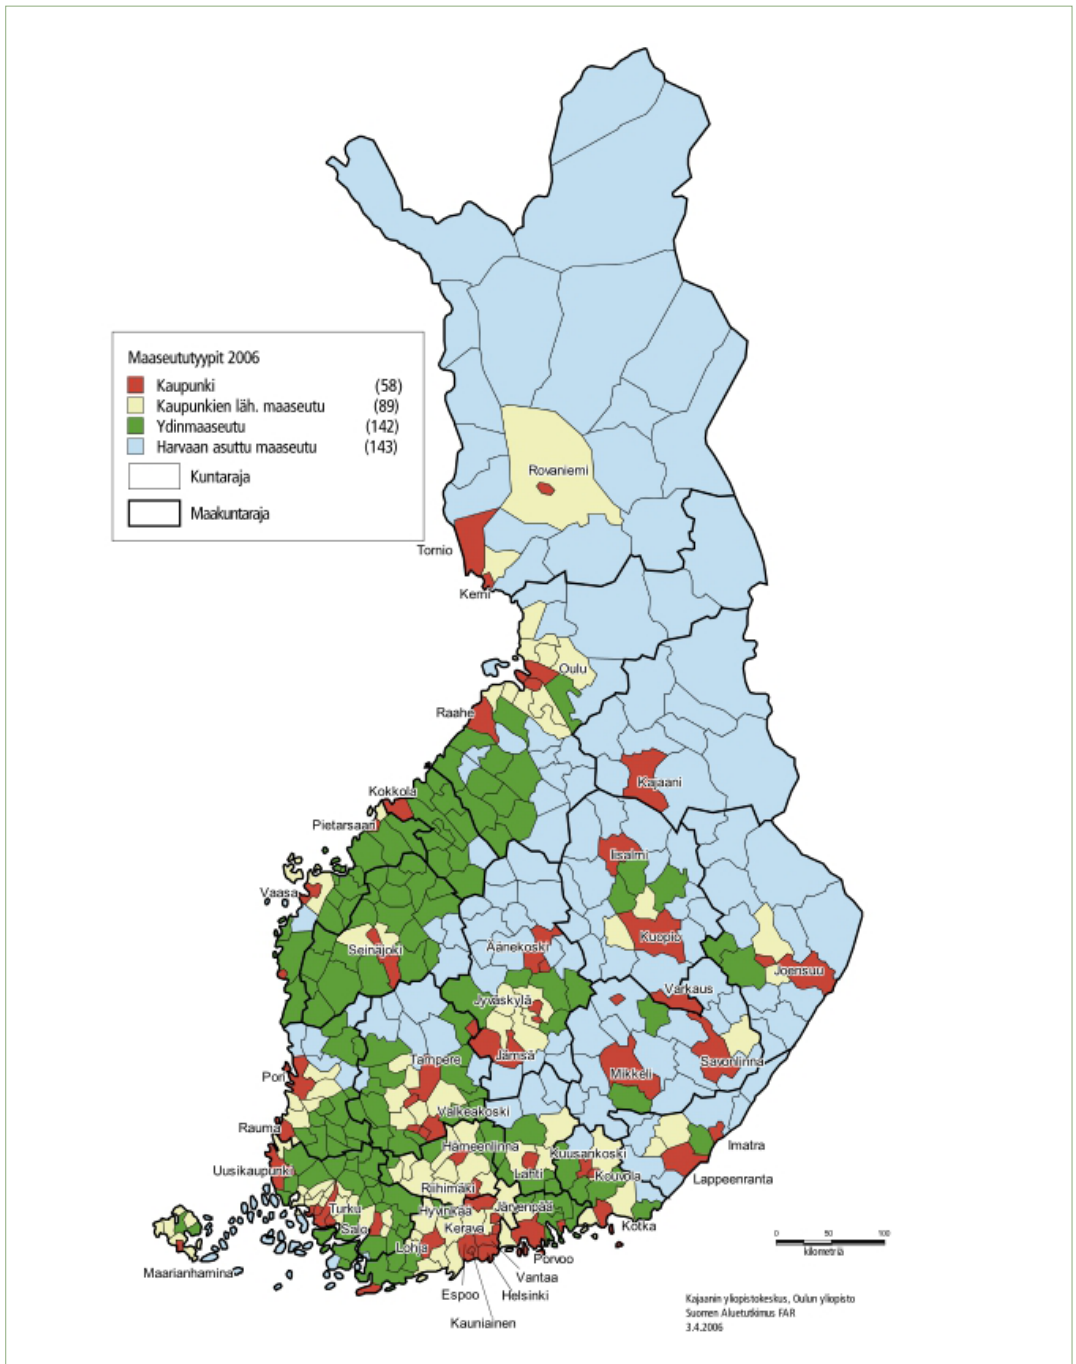 Maaseututyypit 2006
Kaupunki (58)
Kaupunkien läh. maaseutu (89)
Ydinmaaseutu (142)
Harvaan asuttu maaseutu (143)
Kuntaraja
Maakuntaraja
Rovaniemi
Tornio
Kemi
Oulu
Raahe
Kajaani
Kokkola
Pietarsaari
Iisalmi
Vaasa
Seinäjoki
Äänekoski
Kuopio
Joensuu
Varkaus
Jyväskylä
Jämsä
Tampere
Savonlinna
Mikkeli
Pori
Valkeakoski
Rauma
Hämeenlinna
Kuusankoski
Imatra
Uusikaupunki
Lahti
Kouvola
Lappeenranta
Riihimäki
Turku
Hyvinkää
Järvenpää
Salo
Kerava
Kotka
Lohja
Porvoo
Maarianhamina
Vantaa
Espoo
Helsinki
Kauniainen
0 50 100
kilometriä
Kajaanin yliopistokeskus, Oulun yliopisto
Suomen Aluetutkimus FAR
3.4.2006